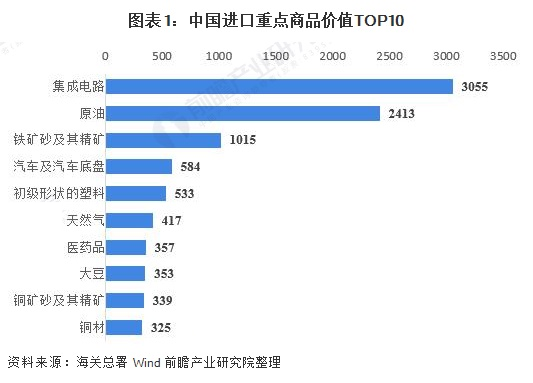 图表1：中国进口重点商品价值TOP10
0 500 1000 1500 2000 2500 3000 3500
集成电路 3055
原油 2413
铁矿砂及其精矿 1015
汽车及汽车底盘 584
初级形状的塑料 533
天然气 417
医药品 357
大豆 353
铜矿砂及其精矿 339
铜材 325
资料来源：海关总署 Wind 前瞻产业研究院整理